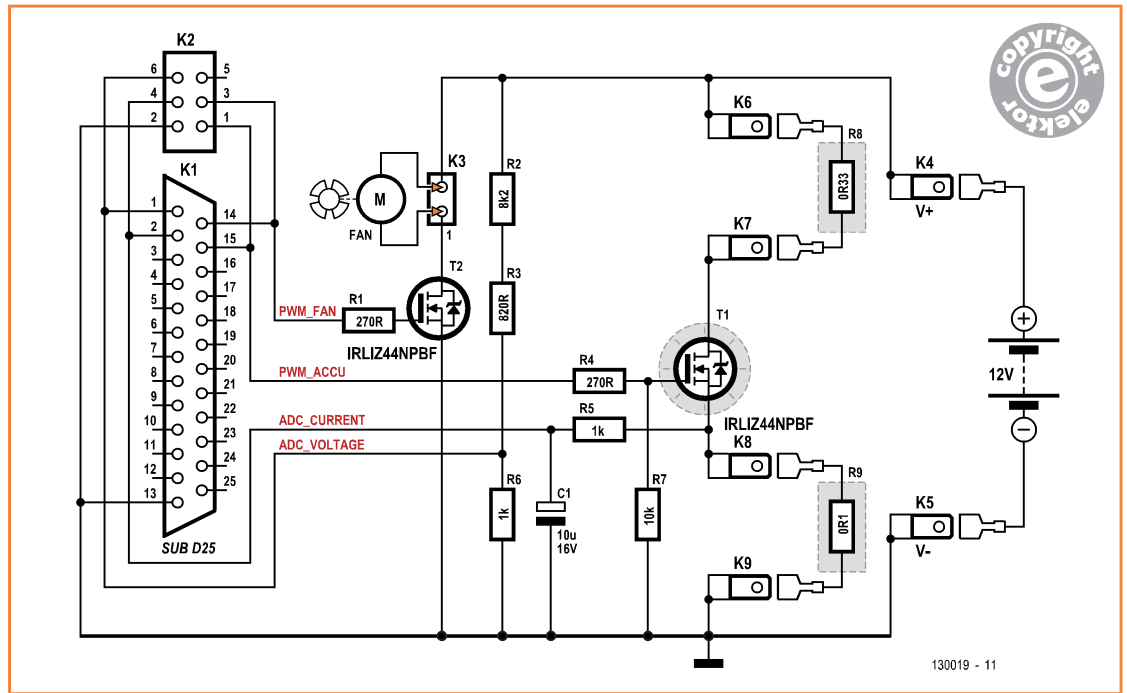 copyright
elektor
e
K2
6
5
4
3
2
1
K1
1
2
3
4
5
6
7
8
9
10
11
12
13
14
15
16
17
18
19
20
21
22
23
24
25
SUB D25
M
FAN
K3
1
R2
8k2
R3
820R
T2
R1
270R
PWM_FAN
IRLIZ44NPBF
PWM_ACCU
ADC_CURRENT
ADC_VOLTAGE
R4
270R
R5
1k
R6
1k
C1
10u
16V
R7
10k
T1
IRLIZ44NPBF
K6
R8
0R33
K7
K8
R9
0R1
K9
K4
V+
K5
V-
+
12V
−
130019 - 11